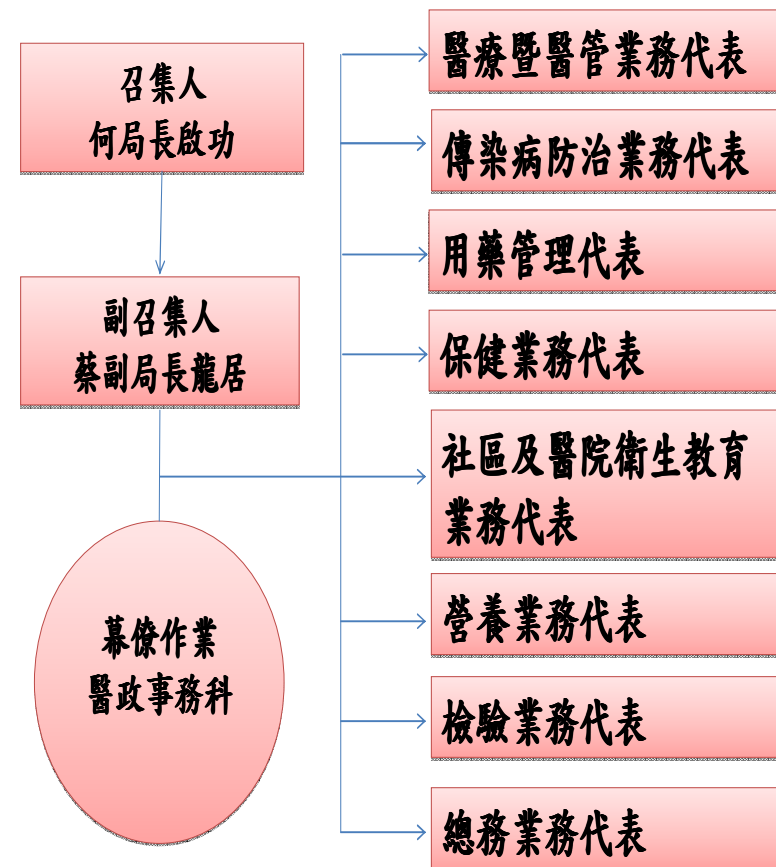 召集人
何局長啟功
副召集人
蔡副局長龍居
幕僚作業
醫政事務科
醫療暨醫管業務代表
傳染病防治業務代表
用藥管理代表
保健業務代表
社區及醫院衛生教育
業務代表
營養業務代表
檢驗業務代表
總務業務代表